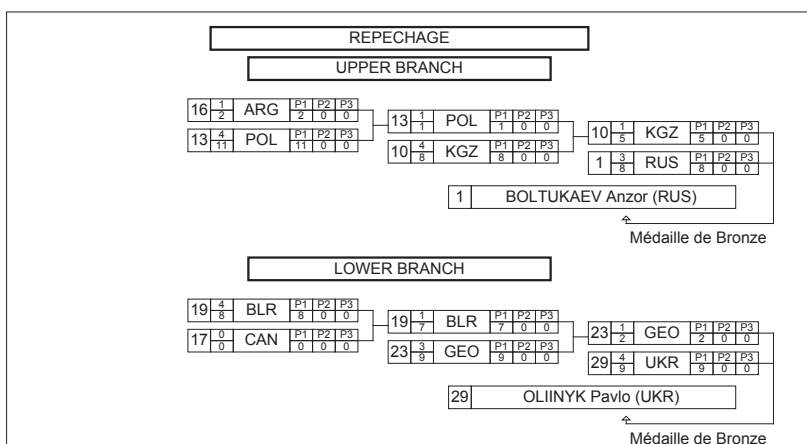 REPECHAGE
UPPER BRANCH
16 1 2 ARG P1 P2 P3 2 0 0
13 4 11 POL P1 P2 P3 11 0 0
13 1 1 POL P1 P2 P3 1 0 0
10 4 8 KGZ P1 P2 P3 8 0 0
10 1 5 KGZ P1 P2 P3 5 0 0
1 3 8 RUS P1 P2 P3 8 0 0
1 BOLTUKAEV Anzor (RUS)
Médaille de Bronze
LOWER BRANCH
19 4 8 BLR P1 P2 P3 8 0 0
17 0 0 CAN P1 P2 P3 0 0 0
19 1 7 BLR P1 P2 P3 7 0 0
23 3 9 GEO P1 P2 P3 9 0 0
23 1 2 GEO P1 P2 P3 2 0 0
29 4 9 UKR P1 P2 P3 9 0 0
29 OLIINYK Pavlo (UKR)
Médaille de Bronze